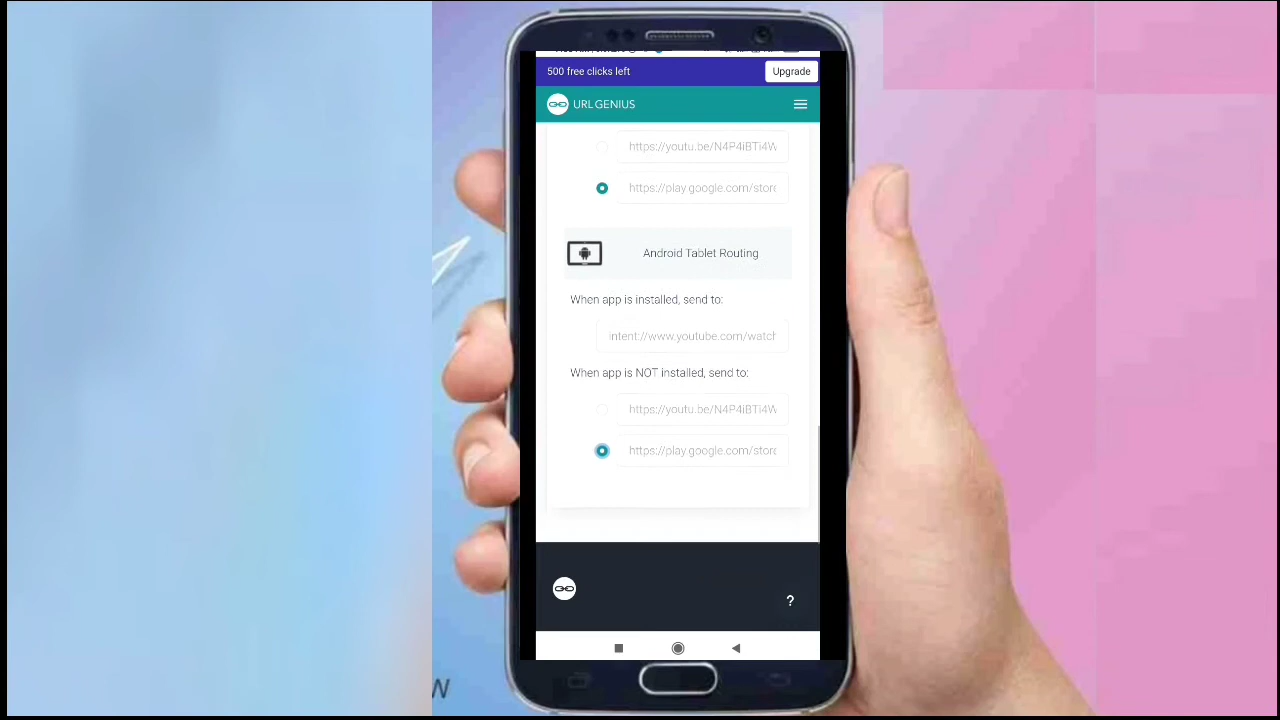 500 free clicks left
Upgrade
URLGENIUS
https://youtu.be/N4P4iBTi4W
https://play.google.com/store
Android Tablet Routing
When app is installed, send to:
intent://www.youtube.com/watch
When app is NOT installed, send to:
https://youtu.be/N4P4iBTi4W
https://play.google.com/store
?
W